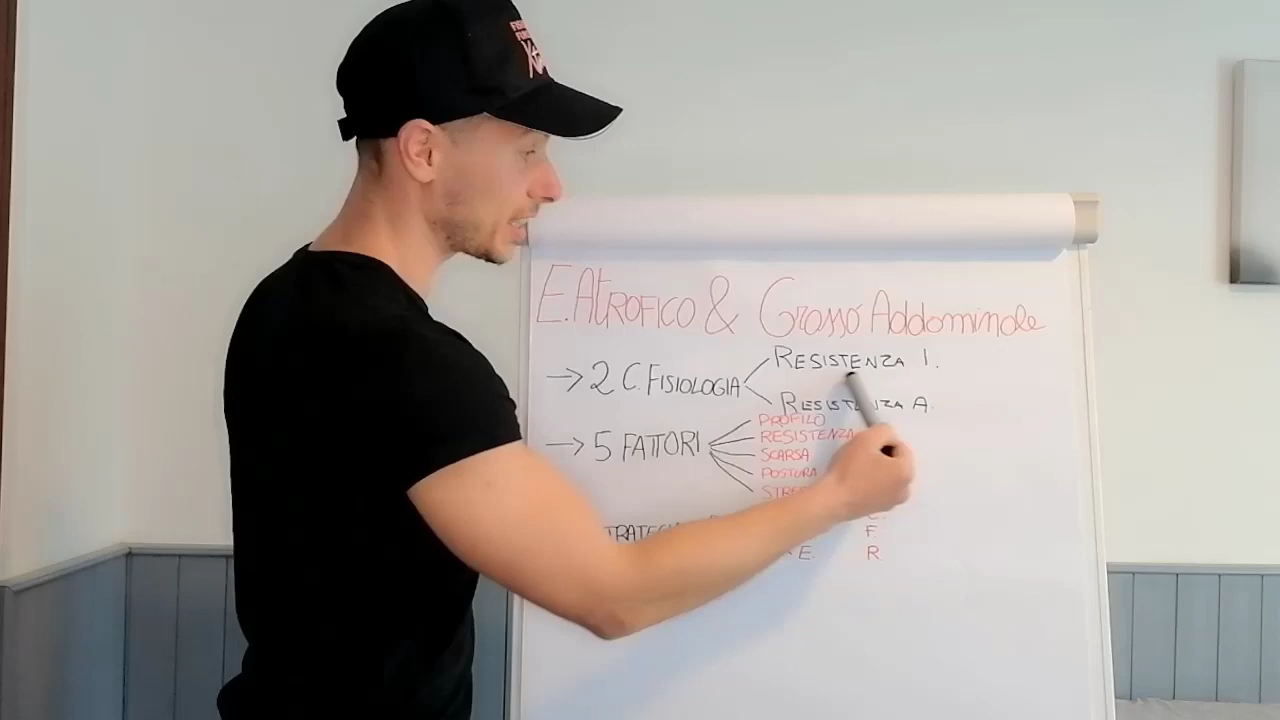 E. ATROFICO & Grasso Addominale
→ 2 C. FISIOLOGIA
RESISTENZA I.
RESISTENZA A.
→ 5 FATTORI
PROFILO
RESISTENZA
SCARSA
POSTURA
F.
E. R.